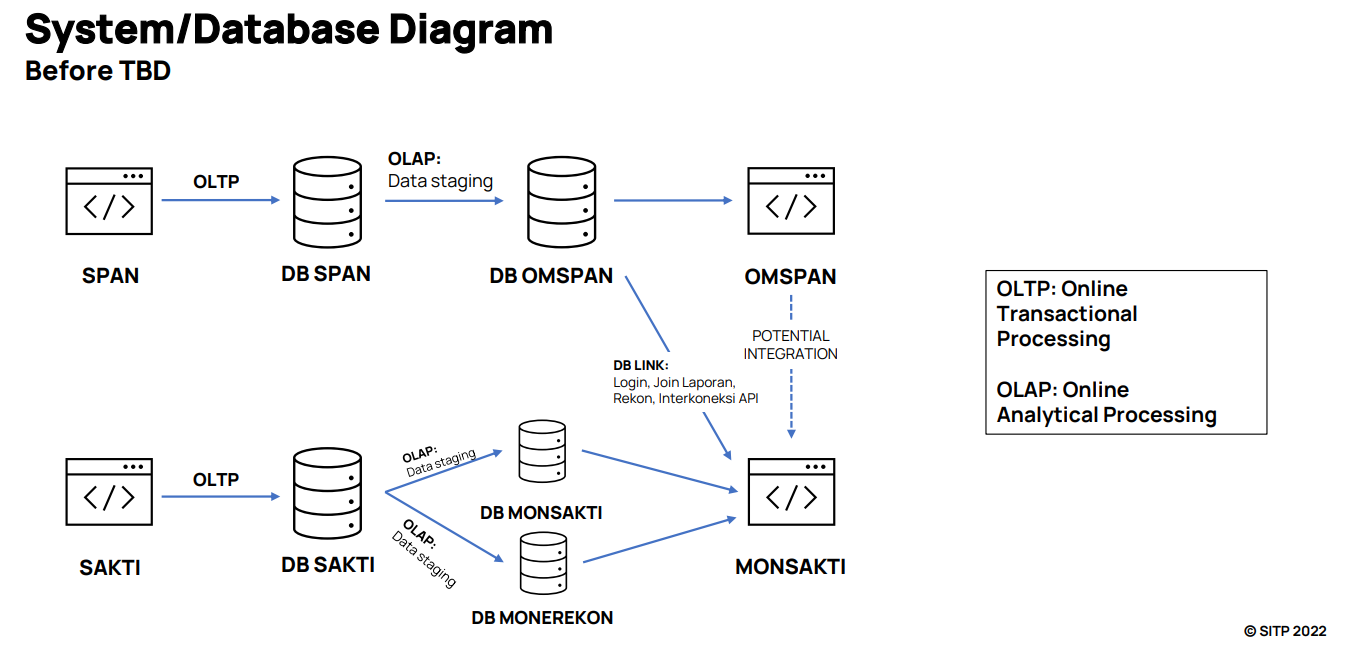 System/Database Diagram
Before TBD
OLTP
OLAP:
Data staging
</>
</>
SPAN
DB SPAN
DB OMSPAN
OMSPAN
POTENTIAL
INTEGRATION
DB LINK:
Login, Join Laporan,
Rekon, Interkoneksi API
OLTP: Online
Transactional
Processing
OLAP: Online
Analytical Processing
OLTP
OLAP:
Data staging
</>
</>
DB MONSAKTI
OLAP:
Data staging
SAKTI
DB SAKTI
MONSAKTI
DB MONEREKON
© SITP 2022